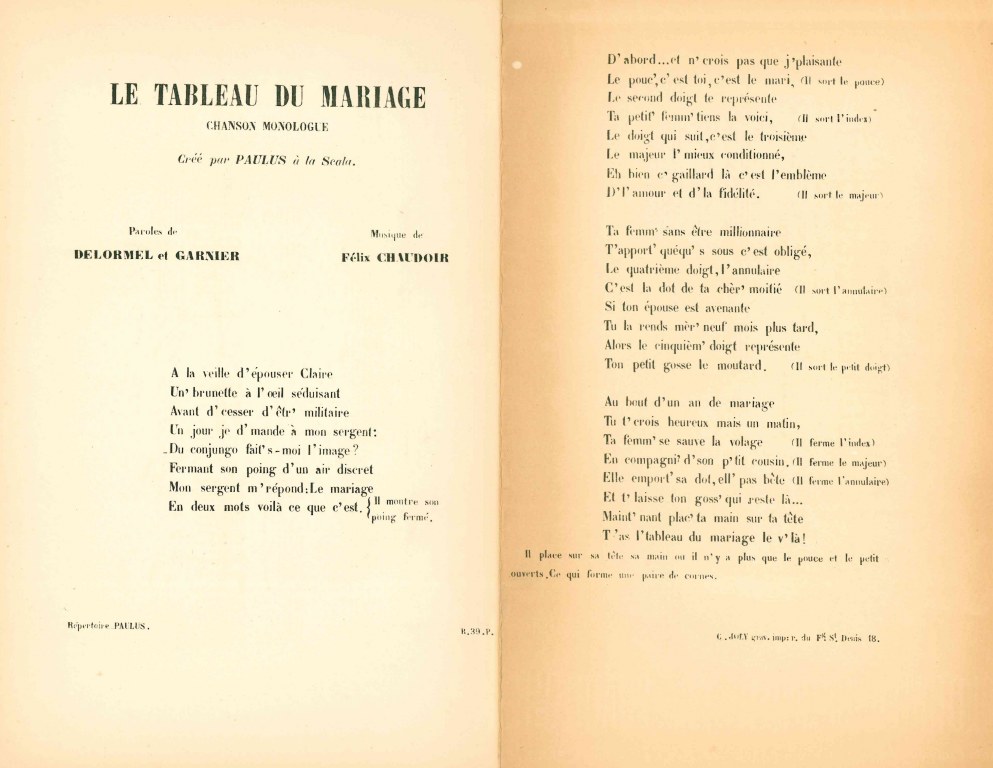 LE TABLEAU DU MARIAGE
CHANSON MONOLOGUE
Créé par PAULUS à la Scala.
Paroles de
DELORMEL et GARNIER
Musique de
Félix CHAUDOIR
A la veille d'épouser Claire
Un' brunette à l'œil séduisant
Avant d'cesser d'êtr' militaire
Un jour je d'mande à mon sergent:
Du conjungo fait's-moi l'image?
Fermant son poing d'un air discret
Mon sergent m'répond: Le mariage
En deux mots voilà ce que c'est. {Il montre son
poing fermé.
Répertoire PAULUS.
R.39.P.
D'abord...et n'crois pas que j'plaisante
Le pouc', c'est toi, c'est le mari, (Il sort le pouce)
Le second doigt te représente
Ta petit' femm' tiens la voici, (Il sort l'index)
Le doigt qui suit, c'est le troisième
Le majeur l'mieux conditionné,
Eh bien c'gaillard là c'est l'emblème
D'l'amour et d'la fidélité. (Il sort le majeur)
Ta femm' sans être millionnaire
T'apport' quéqu's sous c'est obligé,
Le quatrième doigt, l'annulaire
C'est la dot de ta chèr' moitié (Il sort l'annulaire)
Si ton épouse est avenante
Tu la rends mèr' neuf mois plus tard,
Alors le cinquièm' doigt représente
Ton petit gosse le moutard. (Il sort le petit doigt)
Au bout d'un an de mariage
Tu t'crois heureux mais un matin,
Ta femm' se sauve la volage (Il ferme l'index)
En compagni' d'son p'tit cousin. (Il ferme le majeur)
Elle emport' sa dot, ell' pas bête (Il ferme l'annulaire)
Et t'laisse ton goss' qui reste là...
Maint'nant plac' ta main sur ta tête
T'as l'tableau du mariage le v'là!
Il place sur sa tête sa main ou il n'y a plus que le pouce et le petit
ouverts. Ce qui forme une paire de cornes.
C. JOLY grav. impr. r. du Fg St Denis 18.